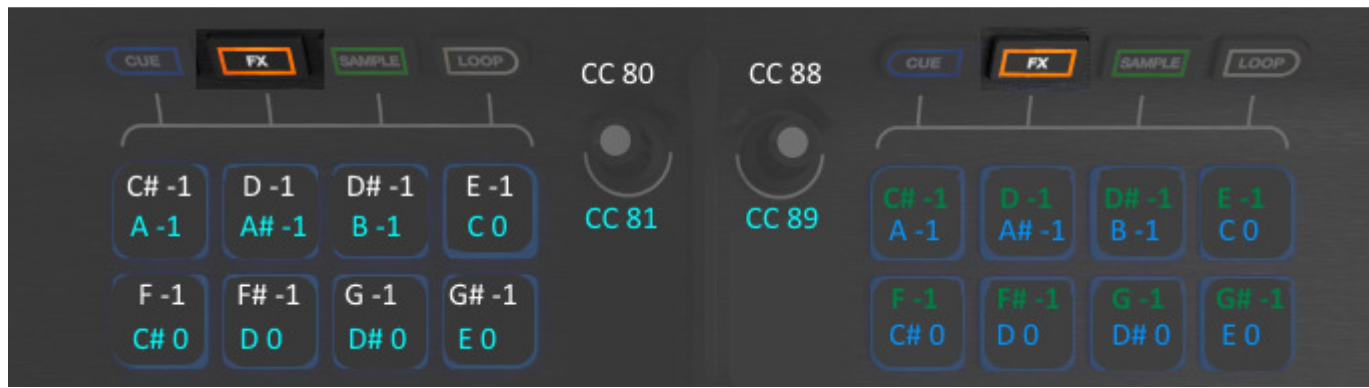 CUE FX SAMPLE LOOP CC 80 CC 88 CUE FX SAMPLE LOOP
C# -1 D -1 D# -1 E -1 C# -1 D -1 D# -1 E -1
A -1 A# -1 B -1 C 0 CC 81 CC 89 A -1 A# -1 B -1 C 0
F -1 F# -1 G -1 G# -1 F -1 F# -1 G -1 G# -1
C# 0 D 0 D# 0 E 0 C# 0 D 0 D# 0 E 0